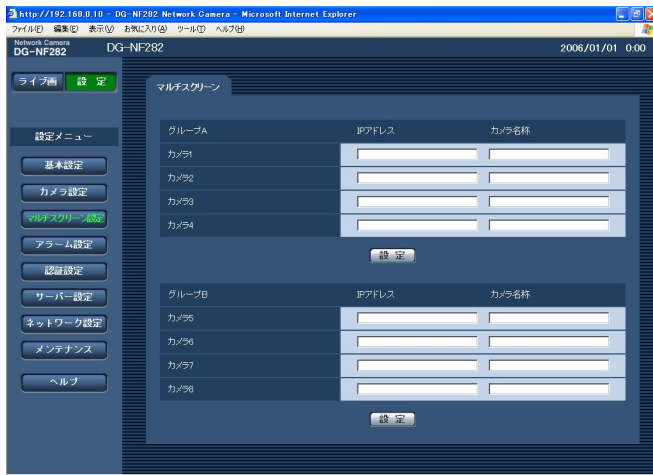 http://192.168.0.10 - DG-NF282 Network Camera - Microsoft Internet Explorer
ファイル(F) 編集(E) 表示(V) お気に入り(A) ツール(T) ヘルプ(H)
Network Camera
DG-NF282
DG-NF282
2006/01/01 0:00
ライブ画 設 定
マルチスクリーン
設定メニュー
基本設定
カメラ設定
マルチスクリーン設定
アラーム設定
認証設定
サーバー設定
ネットワーク設定
メンテナンス
ヘルプ
グループA IPアドレス カメラ名称
カメラ1
カメラ2
カメラ3
カメラ4
設 定
グループB IPアドレス カメラ名称
カメラ5
カメラ6
カメラ7
カメラ8
設 定